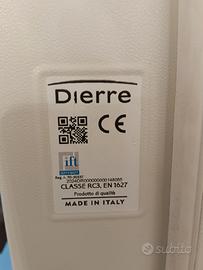 Dierre
CE
ift
CLASSE RC3, EN 1627
Prodotto di qualità
MADE IN ITALY
subito